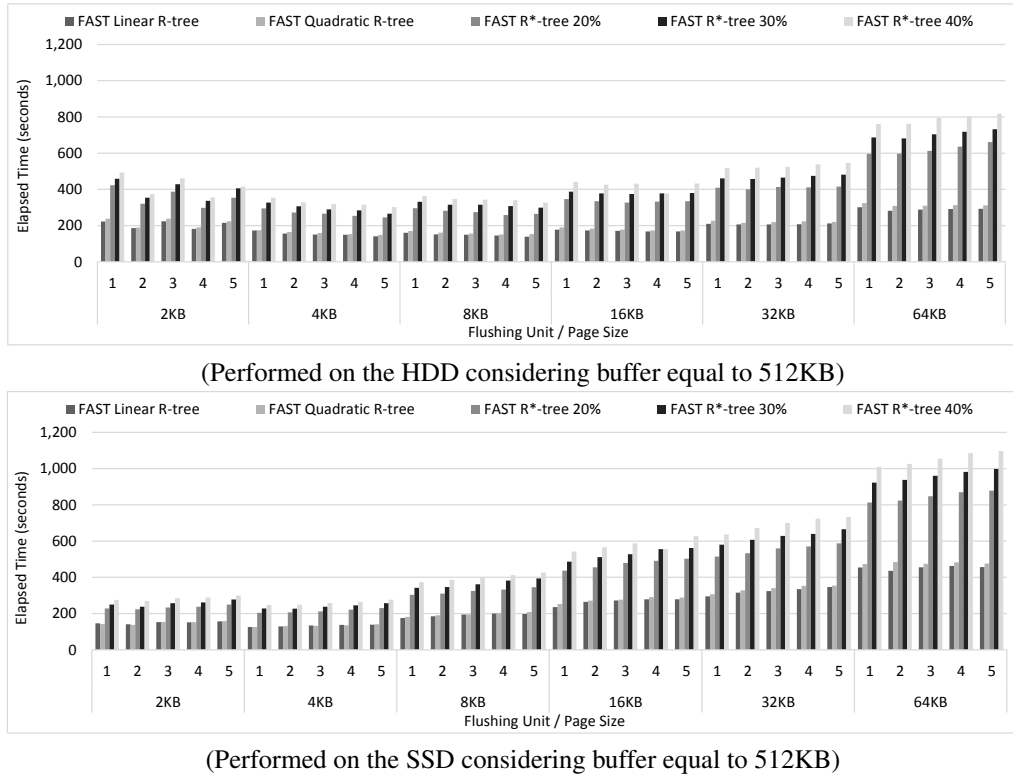 FAST Linear R-tree FAST Quadratic R-tree FAST R*-tree 20% FAST R*-tree 30% FAST R*-tree 40%
1,200
1,000
800
600
400
200
0
Elapsed Time (seconds)
1 2 3 4 5 1 2 3 4 5 1 2 3 4 5 1 2 3 4 5 1 2 3 4 5 1 2 3 4 5
2KB 4KB 8KB 16KB 32KB 64KB
Flushing Unit / Page Size
(Performed on the HDD considering buffer equal to 512KB)
FAST Linear R-tree FAST Quadratic R-tree FAST R*-tree 20% FAST R*-tree 30% FAST R*-tree 40%
1,200
1,000
800
600
400
200
0
Elapsed Time (seconds)
1 2 3 4 5 1 2 3 4 5 1 2 3 4 5 1 2 3 4 5 1 2 3 4 5 1 2 3 4 5
2KB 4KB 8KB 16KB 32KB 64KB
Flushing Unit / Page Size
(Performed on the SSD considering buffer equal to 512KB)